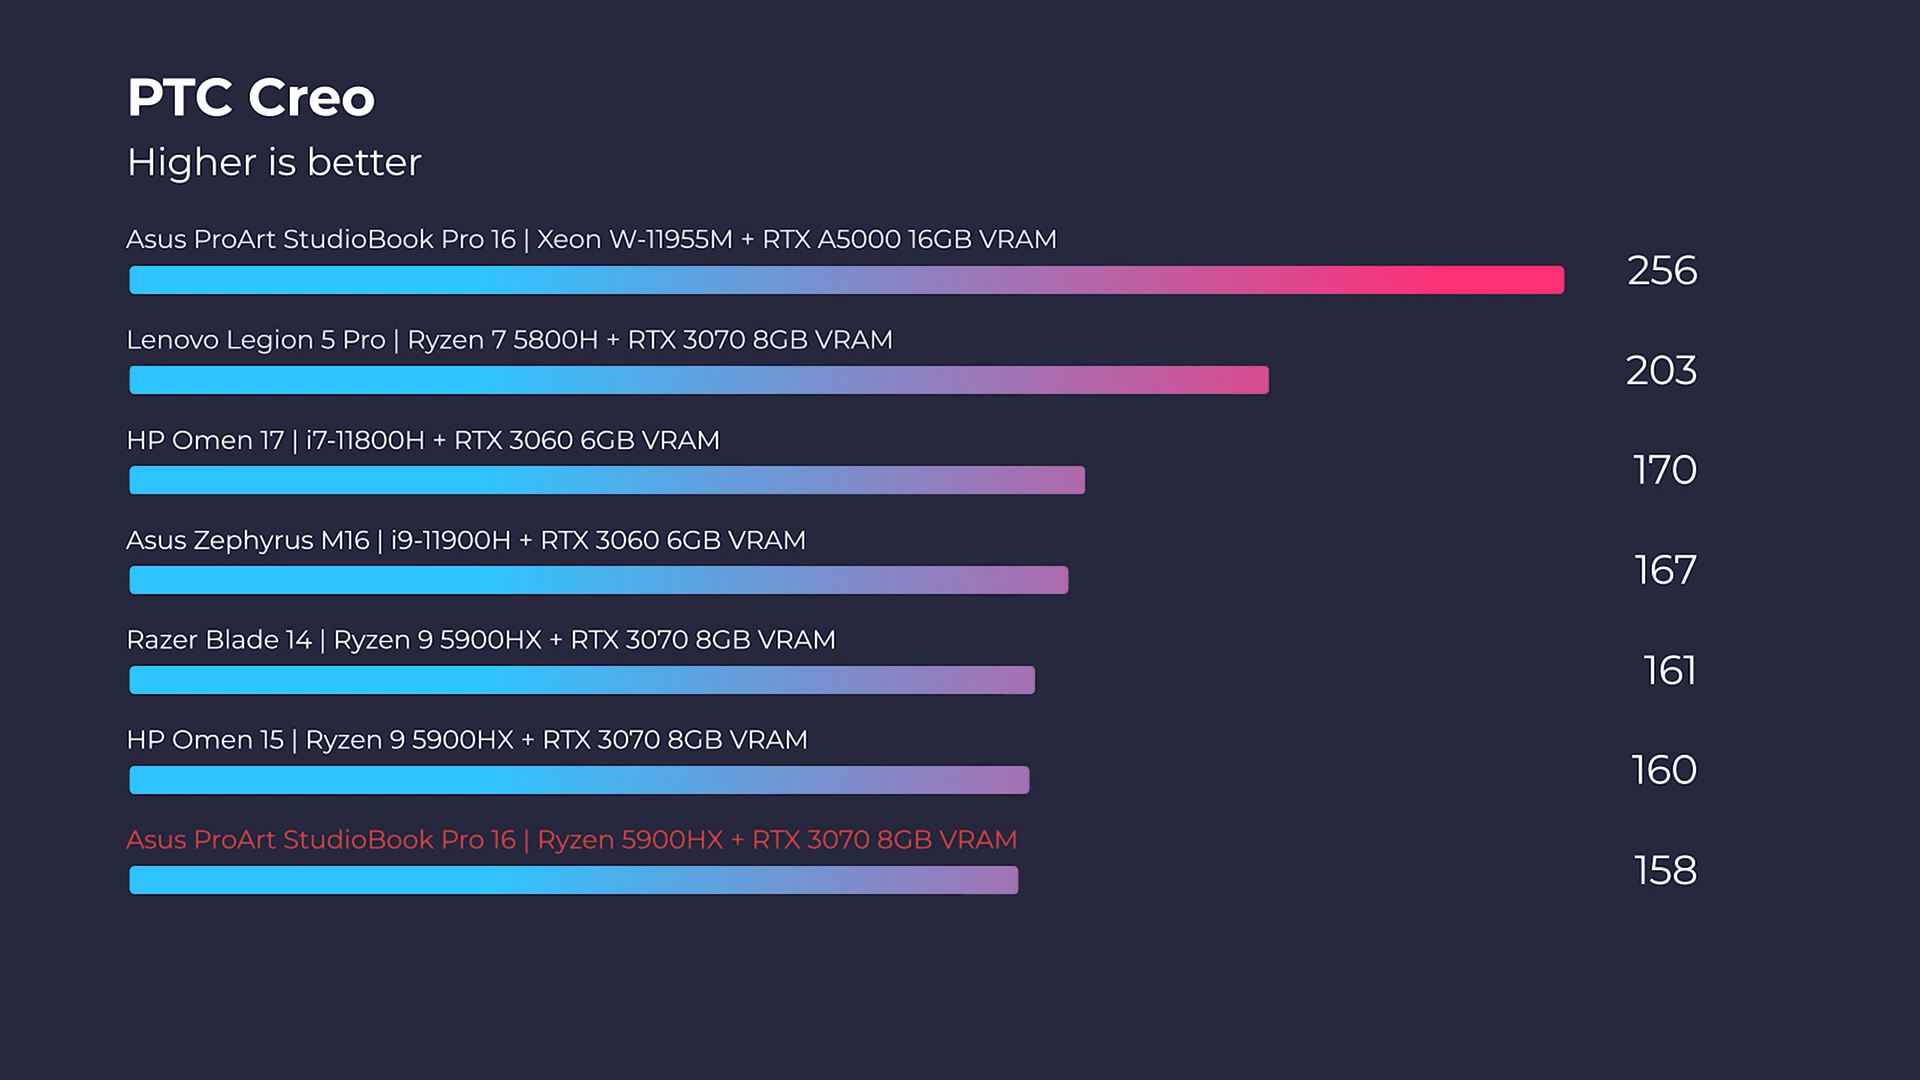 PTC Creo
Higher is better
Asus ProArt StudioBook Pro 16 | Xeon W-11955M + RTX A5000 16GB VRAM
256
Lenovo Legion 5 Pro | Ryzen 7 5800H + RTX 3070 8GB VRAM
203
HP Omen 17 | i7-11800H + RTX 3060 6GB VRAM
170
Asus Zephyrus M16 | i9-11900H + RTX 3060 6GB VRAM
167
Razer Blade 14 | Ryzen 9 5900HX + RTX 3070 8GB VRAM
161
HP Omen 15 | Ryzen 9 5900HX + RTX 3070 8GB VRAM
160
Asus ProArt StudioBook Pro 16 | Ryzen 5900HX + RTX 3070 8GB VRAM
158